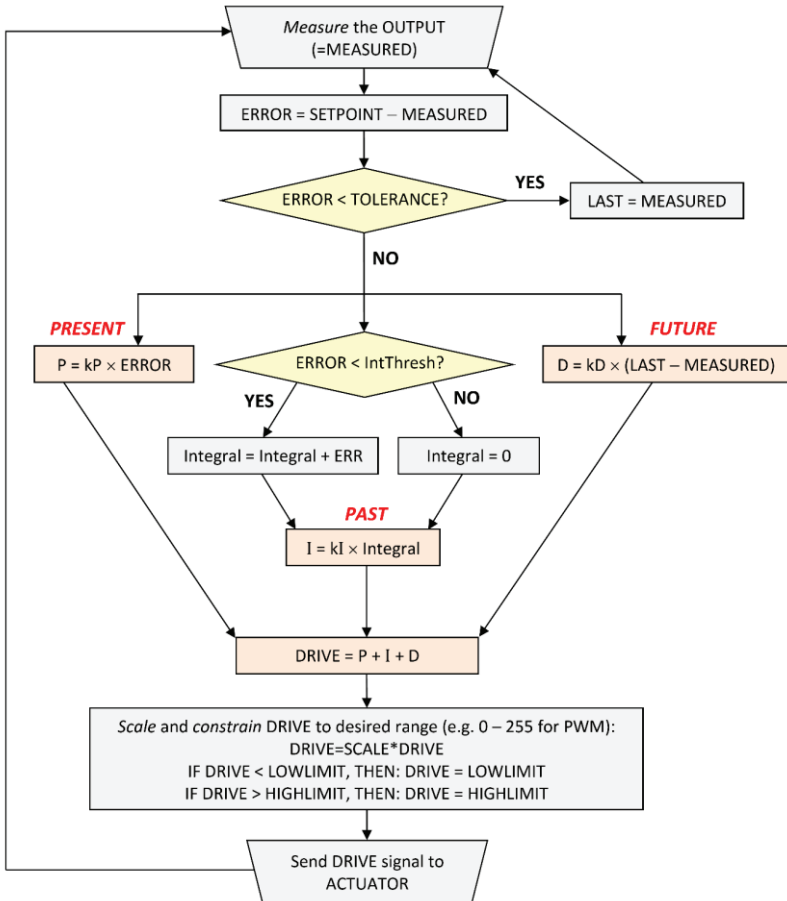 Measure the OUTPUT
(=MEASURED)
ERROR = SETPOINT – MEASURED
ERROR < TOLERANCE?
YES
LAST = MEASURED
NO
PRESENT
FUTURE
P = kP × ERROR
ERROR < IntThresh?
D = kD × (LAST – MEASURED)
YES
NO
Integral = Integral + ERR
Integral = 0
PAST
I = kI × Integral
DRIVE = P + I + D
Scale and constrain DRIVE to desired range (e.g. 0 – 255 for PWM):
DRIVE=SCALE*DRIVE
IF DRIVE < LOWLIMIT, THEN: DRIVE = LOWLIMIT
IF DRIVE > HIGHLIMIT, THEN: DRIVE = HIGHLIMIT
Send DRIVE signal to
ACTUATOR